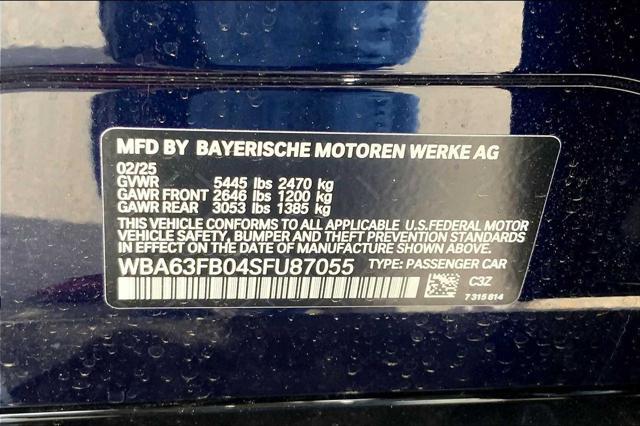 MFD BY BAYERISCHE MOTOREN WERKE AG
02/25
GVWR 5445 lbs 2470 kg
GAWR FRONT 2646 lbs 1200 kg
GAWR REAR 3053 lbs 1385 kg
THIS VEHICLE CONFORMS TO ALL APPLICABLE U.S.FEDERAL MOTOR
VEHICLE SAFETY, BUMPER AND THEFT PREVENTION STANDARDS
IN EFFECT ON THE DATE OF MANUFACTURE SHOWN ABOVE.
WBA63FB04SFU87055 TYPE: PASSENGER CAR
C3Z
7 315 814